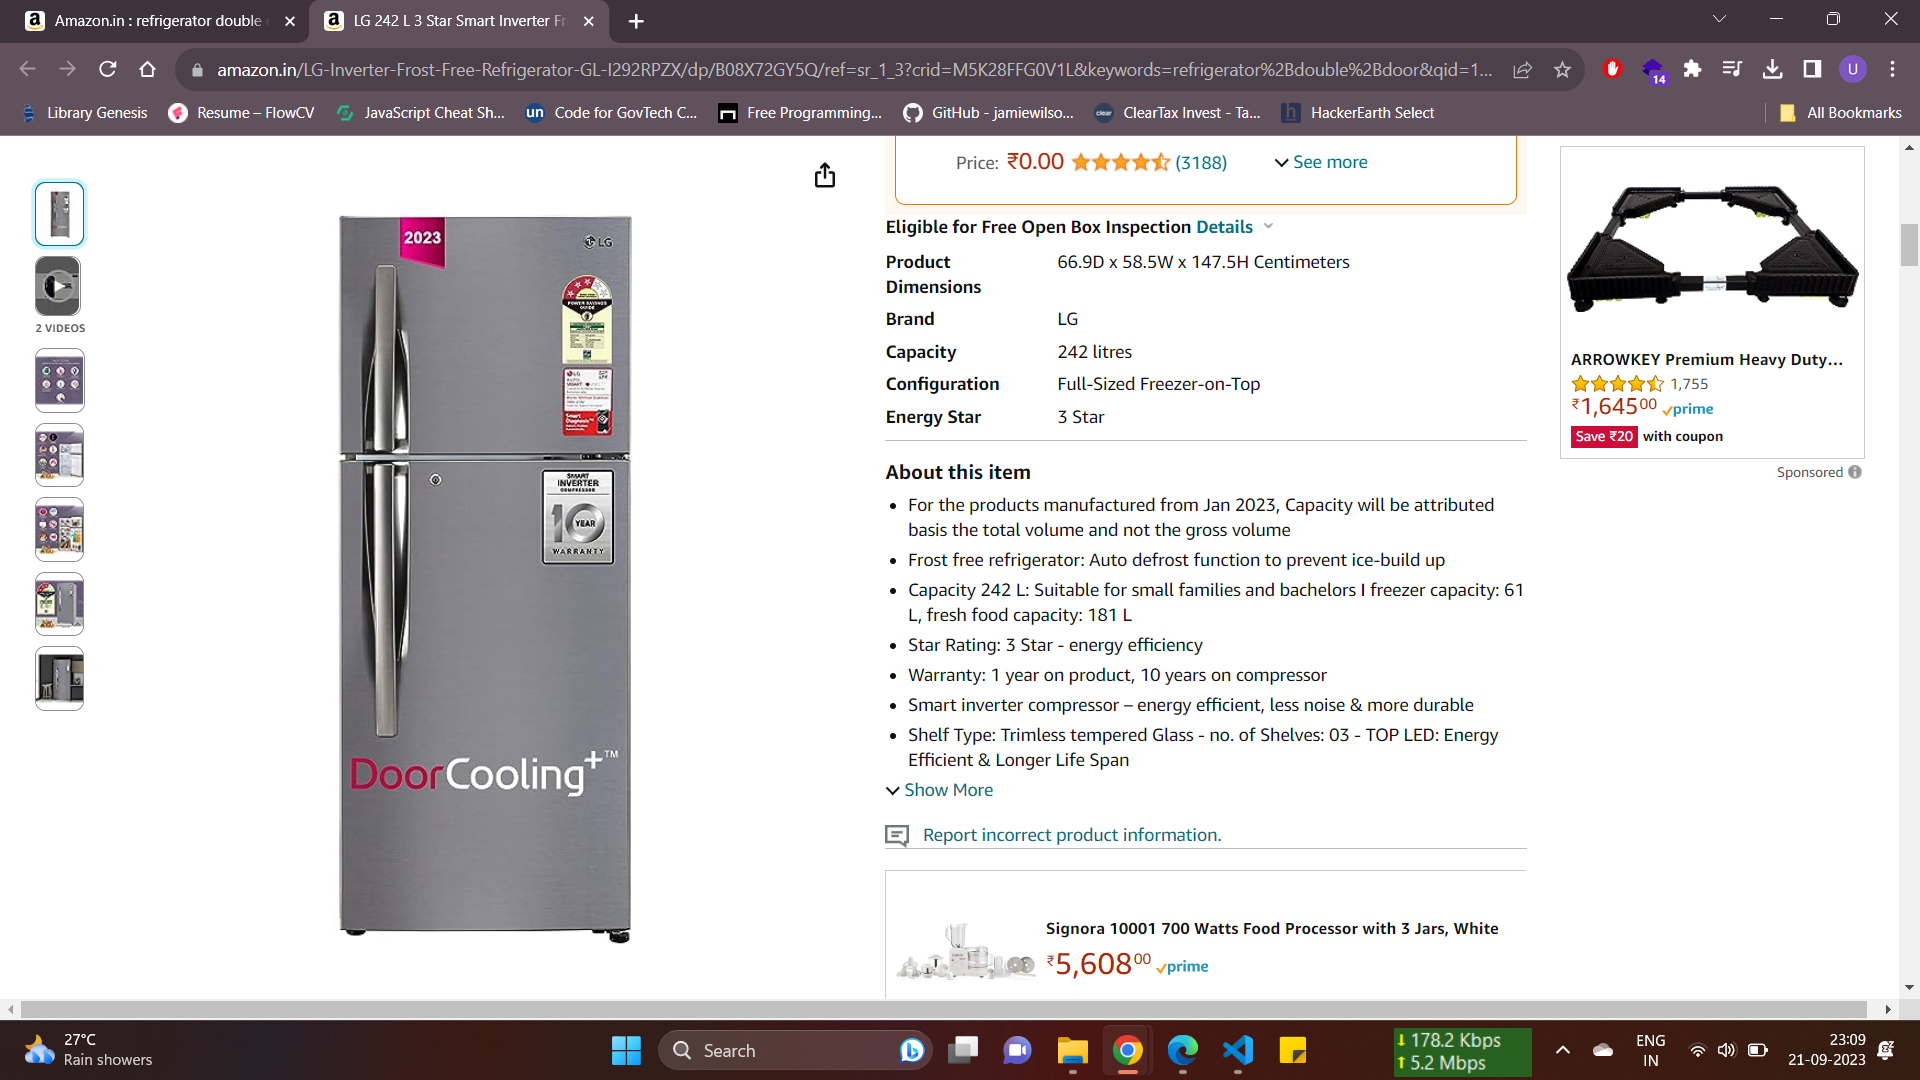 Amazon.in : refrigerator double
LG 242 L 3 Star Smart Inverter Fr
amazon.in/LG-Inverter-Frost-Free-Refrigerator-GL-I292RPZX/dp/B08X72GY5Q/ref=sr_1_3?crid=M5K28FFG0V1L&keywords=refrigerator%2Bdouble%2Bdoor&qid=1...
14
U
Library Genesis
Resume – FlowCV
JavaScript Cheat Sh...
un
Code for GovTech C...
Free Programming...
GitHub - jamiewilso...
clear
ClearTax Invest - Ta...
h
HackerEarth Select
All Bookmarks
2 VIDEOS
2023
LG
POWER SAVINGS
GUIDE
LG
Smart
Diagnosis™
SMART
INVERTER
COMPRESSOR
10
YEAR
WARRANTY
DoorCooling+™
Price: ₹0.00 (3188)
See more
Eligible for Free Open Box Inspection Details
Product Dimensions
66.9D x 58.5W x 147.5H Centimeters
Brand
LG
Capacity
242 litres
Configuration
Full-Sized Freezer-on-Top
Energy Star
3 Star
About this item
• For the products manufactured from Jan 2023, Capacity will be attributed
basis the total volume and not the gross volume
• Frost free refrigerator: Auto defrost function to prevent ice-build up
• Capacity 242 L: Suitable for small families and bachelors I freezer capacity: 61
L, fresh food capacity: 181 L
• Star Rating: 3 Star - energy efficiency
• Warranty: 1 year on product, 10 years on compressor
• Smart inverter compressor – energy efficient, less noise & more durable
• Shelf Type: Trimless tempered Glass - no. of Shelves: 03 - TOP LED: Energy
Efficient & Longer Life Span
Show More
Report incorrect product information.
Signora 10001 700 Watts Food Processor with 3 Jars, White
₹5,60800 prime
ARROWKEY Premium Heavy Duty...
1,755
₹1,64500 prime
Save ₹20 with coupon
Sponsored
27°C
Rain showers
Search
178.2 Kbps
5.2 Mbps
ENG
IN
23:09
21-09-2023